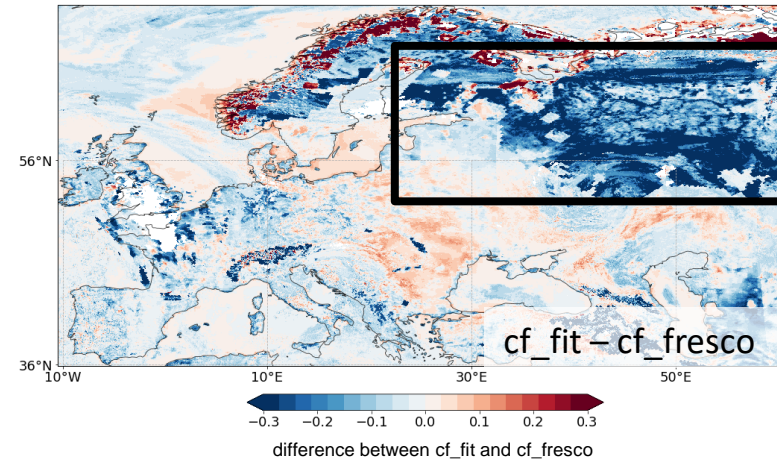 56°N
36°N
10°W
10°E
30°E
50°E
cf_fit – cf_fresco
−0.3 −0.2 −0.1 0.0 0.1 0.2 0.3
difference between cf_fit and cf_fresco